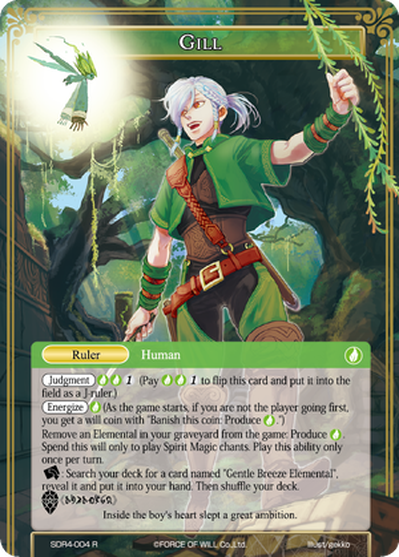 GILL
Ruler Human
Judgment 1 (Pay 1 to flip this card and put it into the
field as a J-ruler.)
Energize (As the game starts, if you are not the player going first,
you get a will coin with "Banish this coin: Produce .")
Remove an Elemental in your graveyard from the game: Produce .
Spend this will only to play Spirit Magic chants. Play this ability only
once per turn.
: Search your deck for a card named "Gentle Breeze Elemental",
reveal it and put it into your hand. Then shuffle your deck.
Inside the boy's heart slept a great ambition.
SDR4-004 R ©FORCE OF WILL Co.,Ltd. Illust/gekko